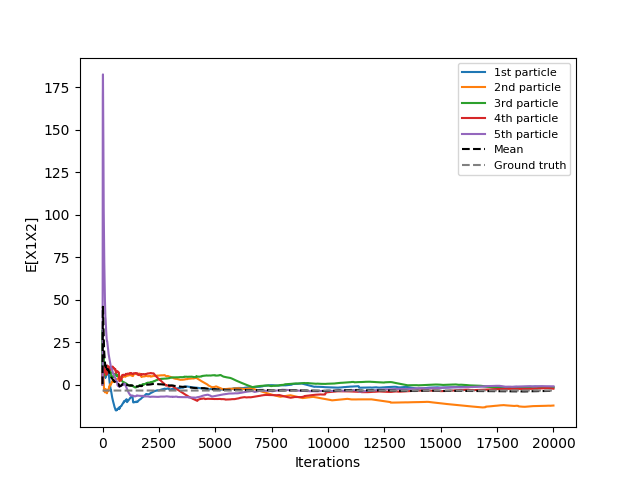 175
150
125
100
75
50
25
0
E[X1X2]
0 2500 5000 7500 10000 12500 15000 17500 20000
Iterations
1st particle
2nd particle
3rd particle
4th particle
5th particle
Mean
Ground truth